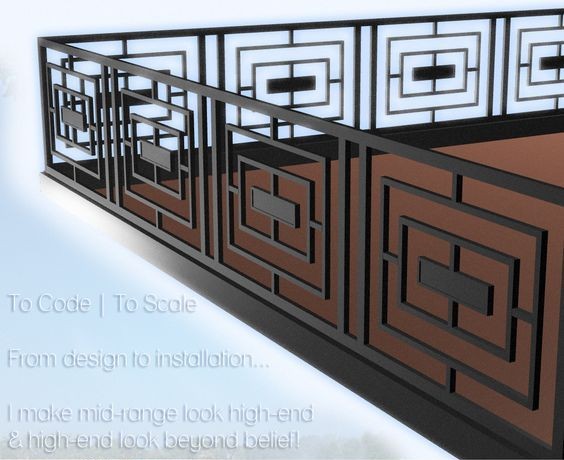 To Code | To Scale
From design to installation...
I make mid-range look high-end
& high-end look beyond belief!